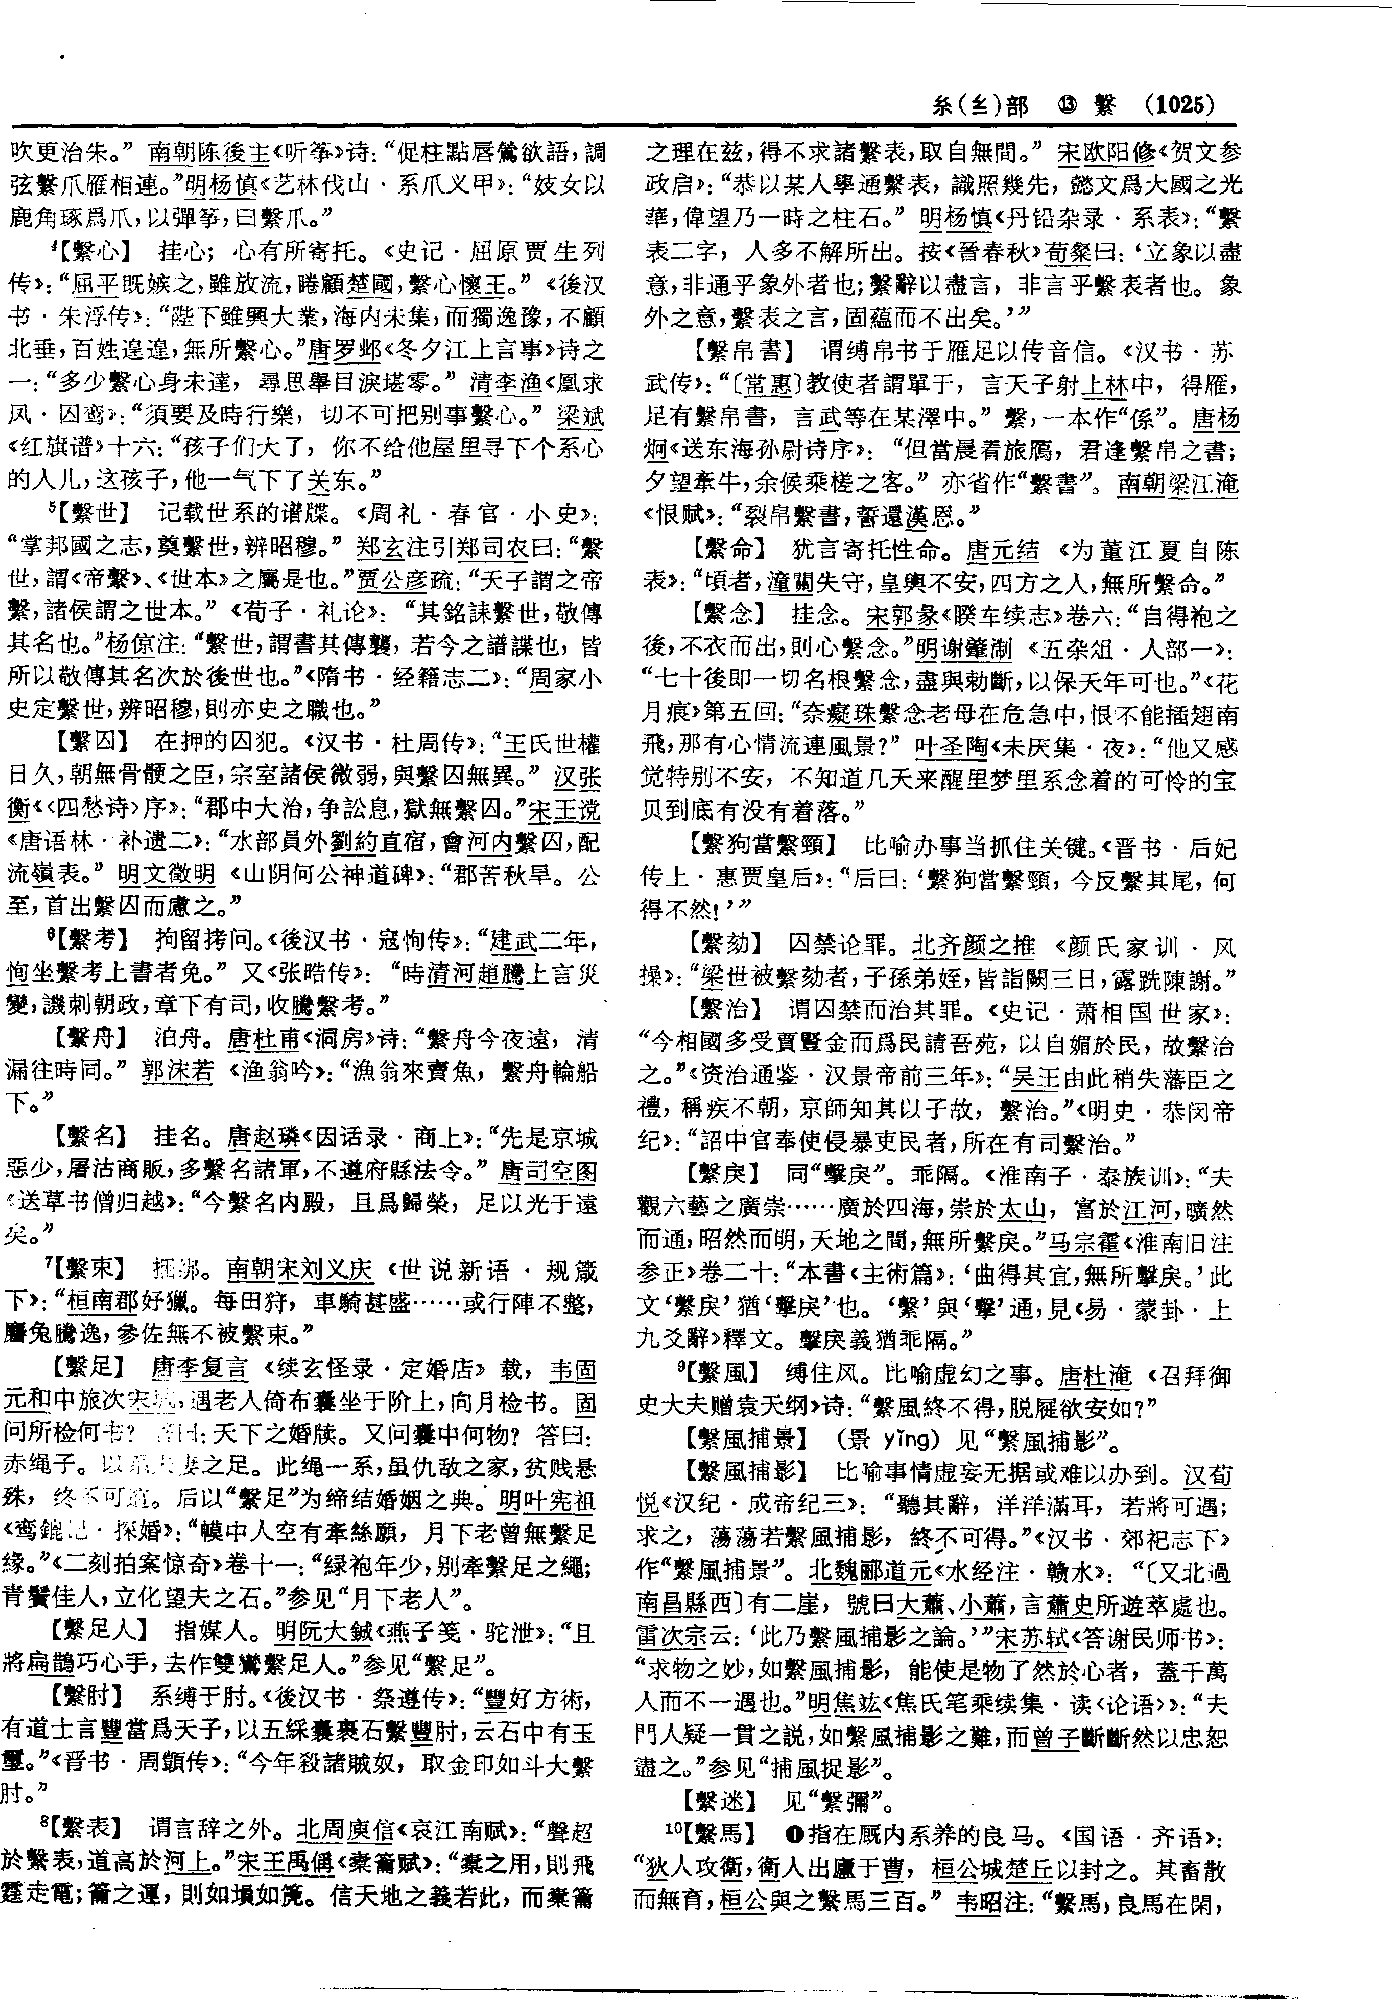 糸(糹)部 ⑬ 繫 (1025)
吹更治朱。” 南朝陈後主《听筝》诗：“促柱點唇鶯欲語，調
弦繫爪雁相連。”明杨慎《艺林伐山·系爪义甲》：“妓女以
鹿角琢爲爪，以彈筝，曰繫爪。”
⁴【繫心】 挂心；心有所寄托。《史记·屈原贾生列
传》：“屈平既嫉之，雖放流，睠顧楚國，繫心懷王。”《後汉
书·朱浮传》：“陛下雖興大業，海内未集，而獨逸豫，不顧
北垂，百姓遑遑，無所繫心。”唐罗邺《冬夕江上言事》诗之
一：“多少繫心身未達，尋思舉目淚堪零。” 清李渔《凰求
凤·囚鸾》：“須要及時行樂，切不可把别事繫心。” 梁斌
《红旗谱》十六：“孩子们大了，你不给他屋里寻下个系心
的人儿，这孩子，他一气下了关东。”
⁵【繫世】 记载世系的谱牒。《周礼·春官·小史》：
“掌邦國之志，奠繫世，辨昭穆。” 郑玄注引郑司农曰：“繫
世，謂《帝繫》、《世本》之屬是也。”贾公彦疏：“天子謂之帝
繫，諸侯謂之世本。”《荀子·礼论》：“其銘誄繫世，敬傳
其名也。”杨倞注：“繫世，謂書其傳襲，若今之譜諜也，皆
所以敬傳其名次於後世也。”《隋书·经籍志二》：“周家小
史定繫世，辨昭穆，則亦史之職也。”
【繫囚】 在押的囚犯。《汉书·杜周传》：“王氏世權
日久，朝無骨骾之臣，宗室諸侯微弱，與繫囚無異。” 汉张
衡《〈四愁诗〉序》：“郡中大治，争訟息，獄無繫囚。”宋王谠
《唐语林·补遗二》：“水部員外劉約直宿，會河内繫囚，配
流嶺表。” 明文徵明《山阴何公神道碑》：“郡苦秋旱。公
至，首出繫囚而慮之。”
⁶【繫考】 拘留拷问。《後汉书·寇恂传》：“建武二年，
恂坐繫考上書者免。” 又《张晧传》：“時清河趙騰上言災
變，譏刺朝政，章下有司，收騰繫考。”
【繫舟】 泊舟。唐杜甫《洞房》诗：“繫舟今夜遠，清
漏往時同。” 郭沫若《渔翁吟》：“漁翁來賣魚，繫舟輪船
下。”
【繫名】 挂名。唐赵璘《因话录·商上》：“先是京城
惡少，屠沽商販，多繫名諸軍，不遵府縣法令。” 唐司空图
《送草书僧归越》：“今繫名内殿，且爲歸榮，足以光于遠
矣。”
⁷【繫束】 捆绑。南朝宋刘义庆《世说新语·规箴
下》：“桓南郡好獵。每田狩，車騎甚盛……或行陣不整，
麏兔騰逸，參佐無不被繫束。”
【繫足】 唐李复言《续玄怪录·定婚店》载，韦固
元和中旅次宋城，遇老人倚布囊坐于阶上，向月检书。固
问所检何书？ 答曰：天下之婚牍。又问囊中何物？答曰：
赤绳子。以系夫妻之足。此绳一系，虽仇敌之家，贫贱悬
殊，终不可逭。后以“繫足”为缔结婚姻之典。明叶宪祖
《鸾鎞记·探婚》：“幙中人空有牽絲願，月下老曾無繫足
緣。”《二刻拍案惊奇》卷十一：“緑袍年少，别牽繫足之繩；
青鬢佳人，立化望夫之石。”参见“月下老人”。
【繫足人】 指媒人。明阮大鋮《燕子笺·驼泄》：“且
將扁鵲巧心手，去作雙鸞繫足人。”参见“繫足”。
【繫肘】 系缚于肘。《後汉书·祭遵传》：“豐好方術，
有道士言豐當爲天子，以五綵囊裹石繫豐肘，云石中有玉
璽。”《晋书·周顗传》：“今年殺諸賊奴，取金印如斗大繫
肘。”
⁸【繫表】 谓言辞之外。北周庾信《哀江南赋》：“聲超
於繫表，道高於河上。”宋王禹偁《橐籥赋》：“橐之用，則飛
霆走電；籥之運，則如塤如篪。信天地之義若此，而橐籥
之理在兹，得不求諸繫表，取自無間。” 宋欧阳修《贺文参
政启》：“恭以某人學通繫表，識照幾先，懿文爲大國之光
華，偉望乃一時之柱石。” 明杨慎《丹铅杂录·系表》：“繫
表二字，人多不解所出。按《晉春秋》荀粲曰：‘立象以盡
意，非通乎象外者也；繫辭以盡言，非言乎繫表者也。象
外之意，繫表之言，固蘊而不出矣。’”
【繫帛書】 谓缚帛书于雁足以传音信。《汉书·苏
武传》：“〔常惠〕教使者謂單于，言天子射上林中，得雁，
足有繫帛書，言武等在某澤中。” 繫，一本作“係”。唐杨
炯《送东海孙尉诗序》：“但當晨看旅鴈，君逢繫帛之書；
夕望牽牛，余候乘槎之客。” 亦省作“繫書”。南朝梁江淹
《恨赋》：“裂帛繫書，誓還漢恩。”
【繫命】 犹言寄托性命。唐元结《为董江夏自陈
表》：“頃者，潼關失守，皇輿不安，四方之人，無所繫命。”
【繫念】 挂念。宋郭彖《睽车续志》卷六：“自得袍之
後，不衣而出，則心繫念。”明谢肇淛《五杂俎·人部一》：
“七十後即一切名根繫念，盡與勅斷，以保天年可也。”《花
月痕》第五回：“奈癡珠繫念老母在危急中，恨不能插翅南
飛，那有心情流連風景？” 叶圣陶《未厌集·夜》：“他又感
觉特别不安，不知道几天来醒里梦里系念着的可怜的宝
贝到底有没有着落。”
【繫狗當繫頸】 比喻办事当抓住关键。《晋书·后妃
传上·惠贾皇后》：“后曰：‘繫狗當繫頸，今反繫其尾，何
得不然！’”
【繫劾】 囚禁论罪。北齐颜之推《颜氏家训·风
操》：“梁世被繫劾者，子孫弟姪，皆詣闕三日，露跣陳謝。”
【繫治】 谓囚禁而治其罪。《史记·萧相国世家》：
“今相國多受賈豎金而爲民請吾苑，以自媚於民，故繫治
之。”《资治通鉴·汉景帝前三年》：“吴王由此稍失藩臣之
禮，稱疾不朝，京師知其以子故，繫治。”《明史·恭闵帝
纪》：“詔中官奉使侵暴吏民者，所在有司繫治。”
【繫戾】 同“擊戾”。乖隔。《淮南子·泰族训》：“夫
觀六藝之廣崇……廣於四海，崇於太山，富於江河，曠然
而通，昭然而明，天地之間，無所繫戾。”马宗霍《淮南旧注
参正》卷二十：“本書《主術篇》：‘曲得其宜，無所擊戾。’此
文‘繫戾’猶‘擊戾’也。‘繫’與‘擊’通，見《易·蒙卦·上
九爻辭》釋文。擊戾義猶乖隔。”
⁹【繫風】 缚住风。比喻虚幻之事。唐杜淹《召拜御
史大夫赠袁天纲》诗：“繫風終不得，脱屣欲安如？”
【繫風捕景】 （景 yǐng）见“繫風捕影”。
【繫風捕影】 比喻事情虚妄无据或难以办到。汉荀
悦《汉纪·成帝纪三》：“聽其辭，洋洋滿耳，若將可遇；
求之，蕩蕩若繫風捕影，終不可得。”《汉书·郊祀志下》
作“繫風捕景”。北魏郦道元《水经注·赣水》：“〔又北過
南昌縣西〕有二崖，號曰大蕭、小蕭，言蕭史所遊萃處也。
雷次宗云：‘此乃繫風捕影之論。’”宋苏轼《答谢民师书》：
“求物之妙，如繫風捕影，能使是物了然於心者，蓋千萬
人而不一遇也。”明焦竑《焦氏笔乘续集·读〈论语〉》：“夫
門人疑一貫之説，如繫風捕影之難，而曾子斷斷然以忠恕
盡之。”参见“捕風捉影”。
【繫迷】 见“繫彌”。
¹⁰【繫馬】 ❶指在厩内系养的良马。《国语·齐语》：
“狄人攻衛，衛人出廬于曹，桓公城楚丘以封之。其畜散
而無育，桓公與之繫馬三百。” 韦昭注：“繫馬，良馬在閑，